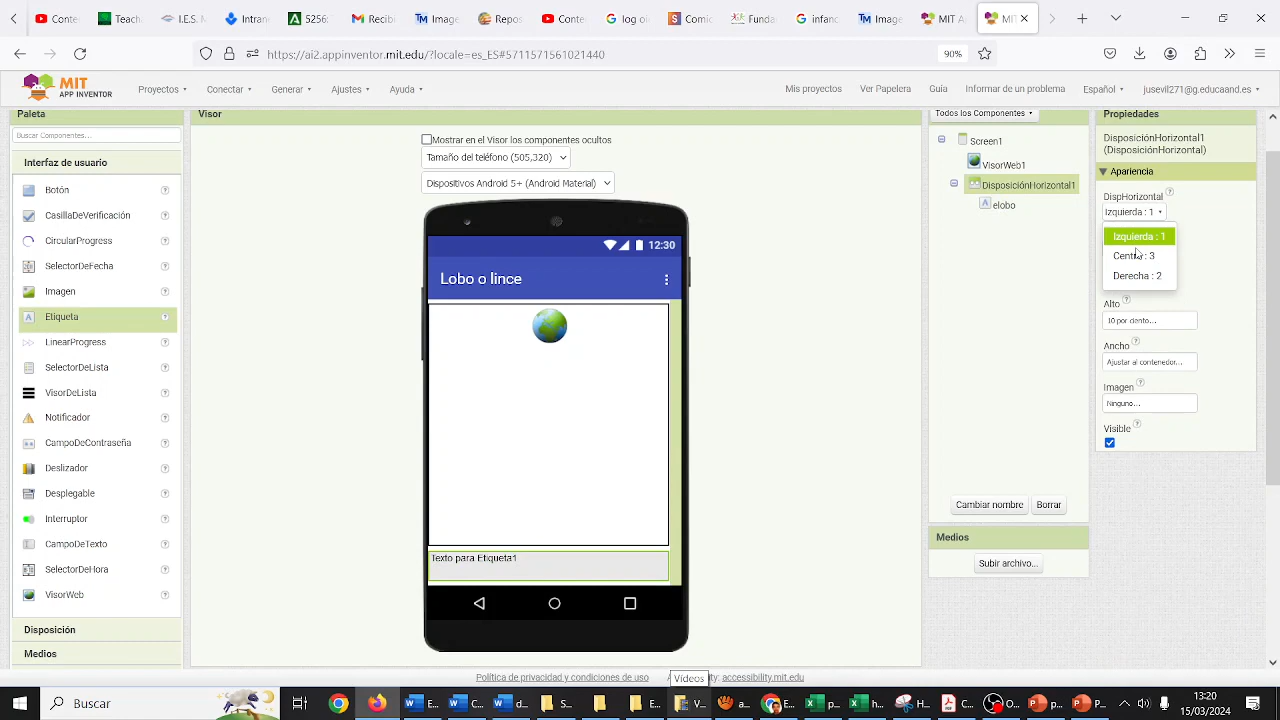 Conte
Teach
I.E.S.
Intran
S256
Recib
Image
Repos
Conte
log o
Comic
Funda
infanc
Image
MIT A
MIT
https://ai2.appinventor.mit.edu/?locale=es_ES#5711571561021440
90%
MIT
APP INVENTOR
Proyectos
Conectar
Generar
Ajustes
Ayuda
Mis proyectos
Ver Papelera
Guia
Informar de un problema
Español
jusevil271@g.educaand.es
Paleta
Buscar Componentes...
Interfaz de usuario
Botón
CasillaDeVerificación
CircularProgress
SelectorDeFecha
Imagen
Etiqueta
LinearProgress
SelectorDeLista
VisorDeLista
Notificador
CampoDeContraseña
Deslizador
Desplegable
Interruptor
CampoDeTexto
SelectorDeHora
VisorWeb
Disposición
Medios
Visor
Mostrar en el Visor los componentes ocultos
Tamaño del teléfono (505,320)
Dispositivos Android 5+ (Android Material)
12:30
Lobo o lince
Texto para Etiqueta1
Política de privacidad y condiciones de uso
accessibility.mit.edu
Vídeos
Todos los Componentes
Screen1
VisorWeb1
DisposiciónHorizontal1
elobo
Cambiar nombre
Borrar
Medios
Subir archivo...
Propiedades
DisposiciónHorizontal1
(DisposiciónHorizontal)
Apariencia
DispHorizontal
Izquierda : 1
Izquierda : 1
Centro : 3
Derecha : 2
Alto
10 por ciento...
Ancho
Ajustar al contenedor...
Imagen
Ninguno...
Visible
Buscar
13:20
15/03/2024